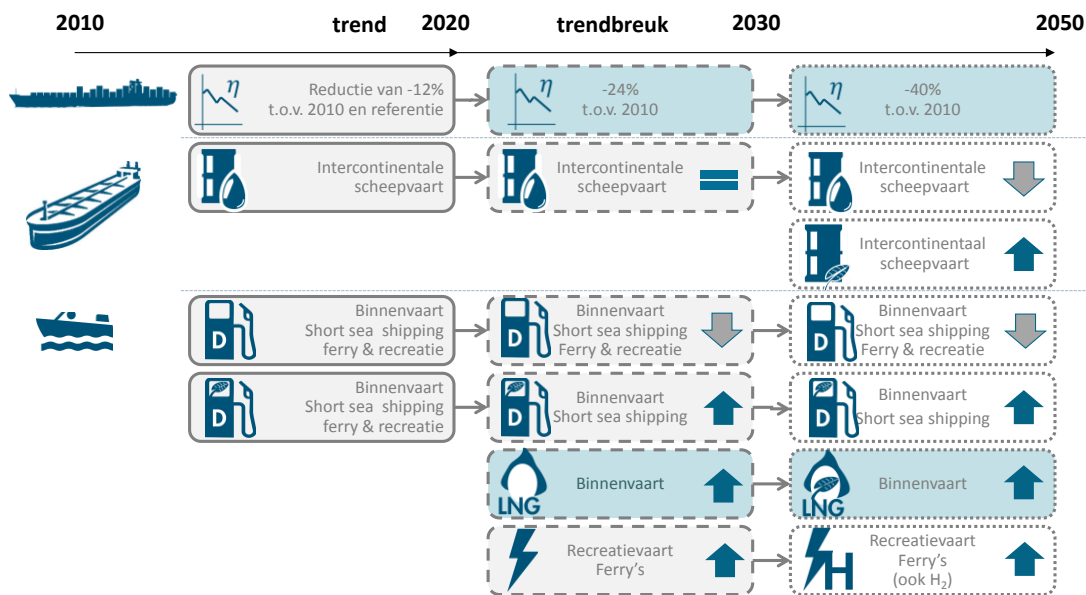 2010 trend 2020 trendbreuk 2030 2050
η Reductie van -12%
t.o.v. 2010 en referentie
η -24%
t.o.v. 2010
η -40%
t.o.v. 2010
Intercontinentale
scheepvaart
Intercontinentale
scheepvaart
Intercontinentale
scheepvaart
Intercontinentaal
scheepvaart
D
Binnenvaart
Short sea shipping
ferry & recreatie
D
Binnenvaart
Short sea shipping
Ferry & recreatie
D
Binnenvaart
Short sea shipping
Ferry & recreatie
D
Binnenvaart
Short sea shipping
ferry & recreatie
D
Binnenvaart
Short sea shipping
D
Binnenvaart
Short sea shipping
LNG
Binnenvaart
LNG
Binnenvaart
Recreatievaart
Ferry's
H
Recreatievaart
Ferry's
(ook H₂)